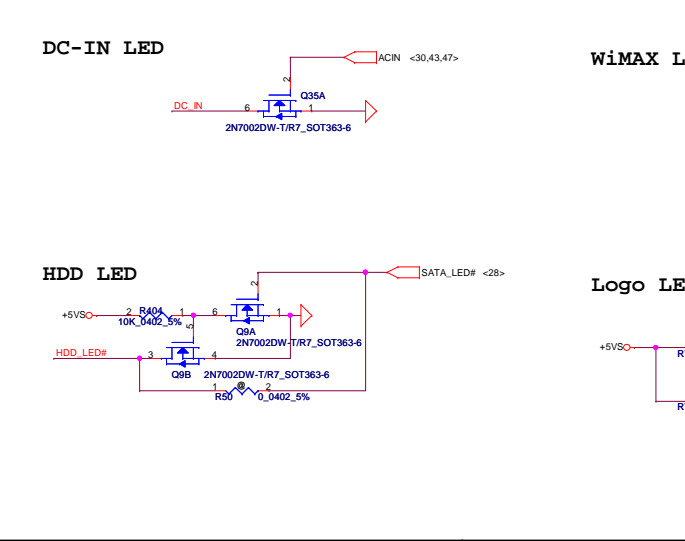 DC-IN LED
ACIN <30,43,47>
2
Q35A
DC_IN
6
1
2N7002DW-T/R7_SOT363-6
WiMAX L
HDD LED
SATA_LED# <28>
2
Logo LE
+5VS
2
R404
1
10K_0402_5%
6
1
5
Q9A
2N7002DW-T/R7_SOT363-6
HDD_LED#
3
4
Q9B
2N7002DW-T/R7_SOT363-6
1
@
2
R50
0_0402_5%
+5VS
R
R